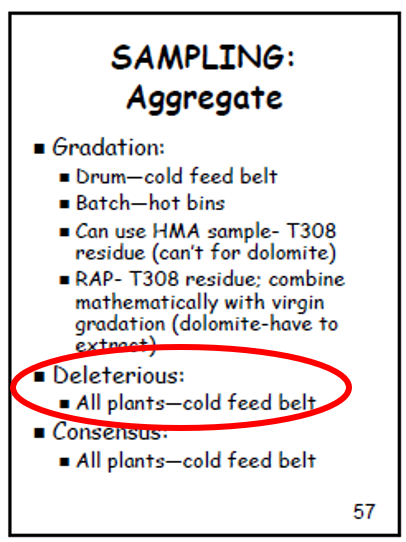 SAMPLING:
Aggregate
■ Gradation:
■ Drum—cold feed belt
■ Batch—hot bins
■ Can use HMA sample- T308
residue (can't for dolomite)
■ RAP- T308 residue; combine
mathematically with virgin
gradation (dolomite-have to
extract)
■ Deleterious:
■ All plants—cold feed belt
■ Consensus:
■ All plants—cold feed belt
57